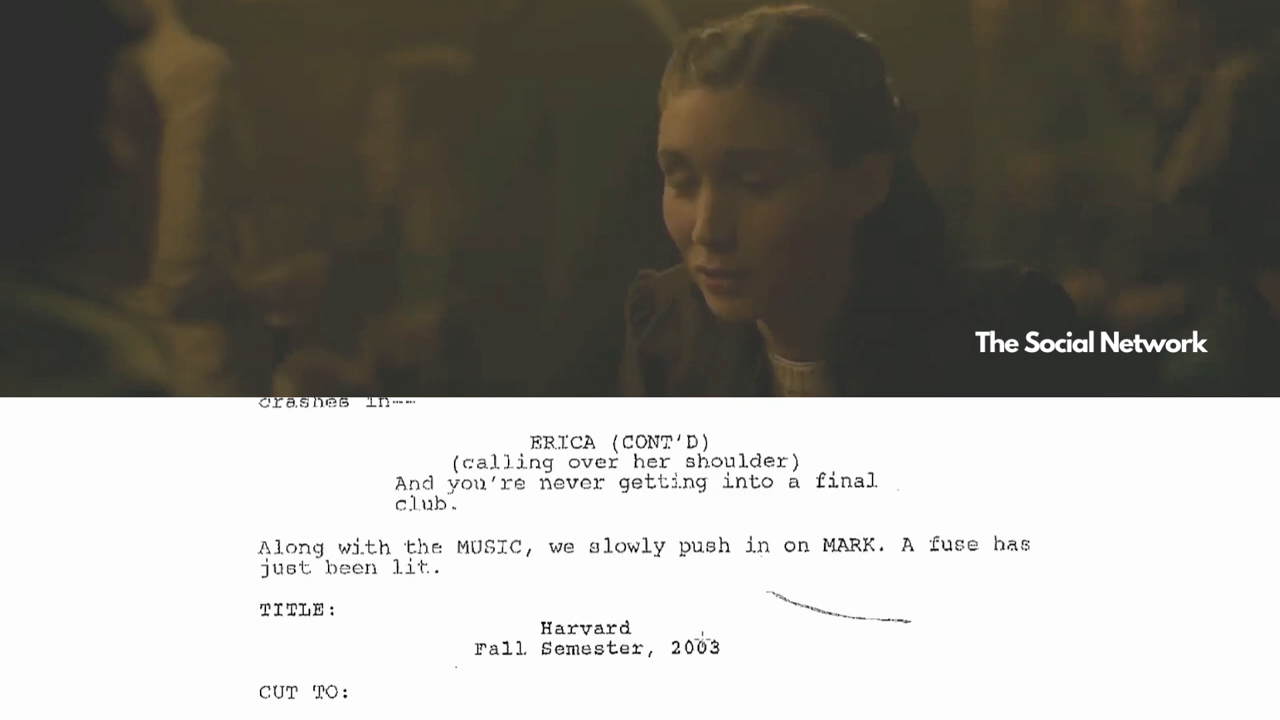 The Social Network
crashes in--
ERICA (CONT'D)
(calling over her shoulder)
And you're never getting into a final
club.
Along with the MUSIC, we slowly push in on MARK. A fuse has
just been lit.
TITLE:
Harvard
Fall Semester, 2003
CUT TO: